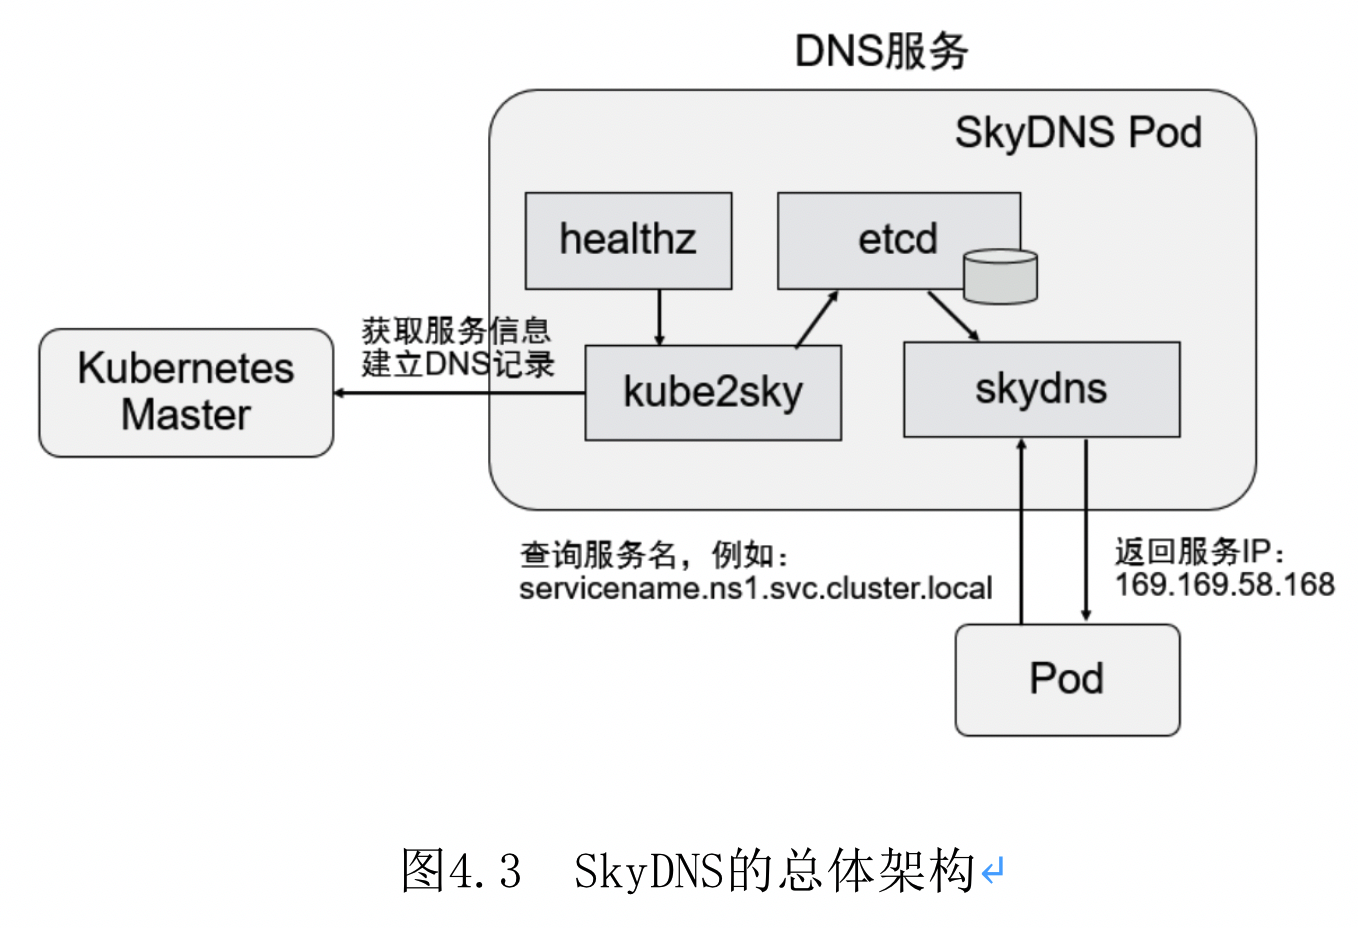 DNS服务
SkyDNS Pod
healthz
etcd
获取服务信息
建立DNS记录
Kubernetes
Master
kube2sky
skydns
查询服务名，例如：
servicename.ns1.svc.cluster.local
返回服务IP：
169.169.58.168
Pod
图4.3 SkyDNS的总体架构